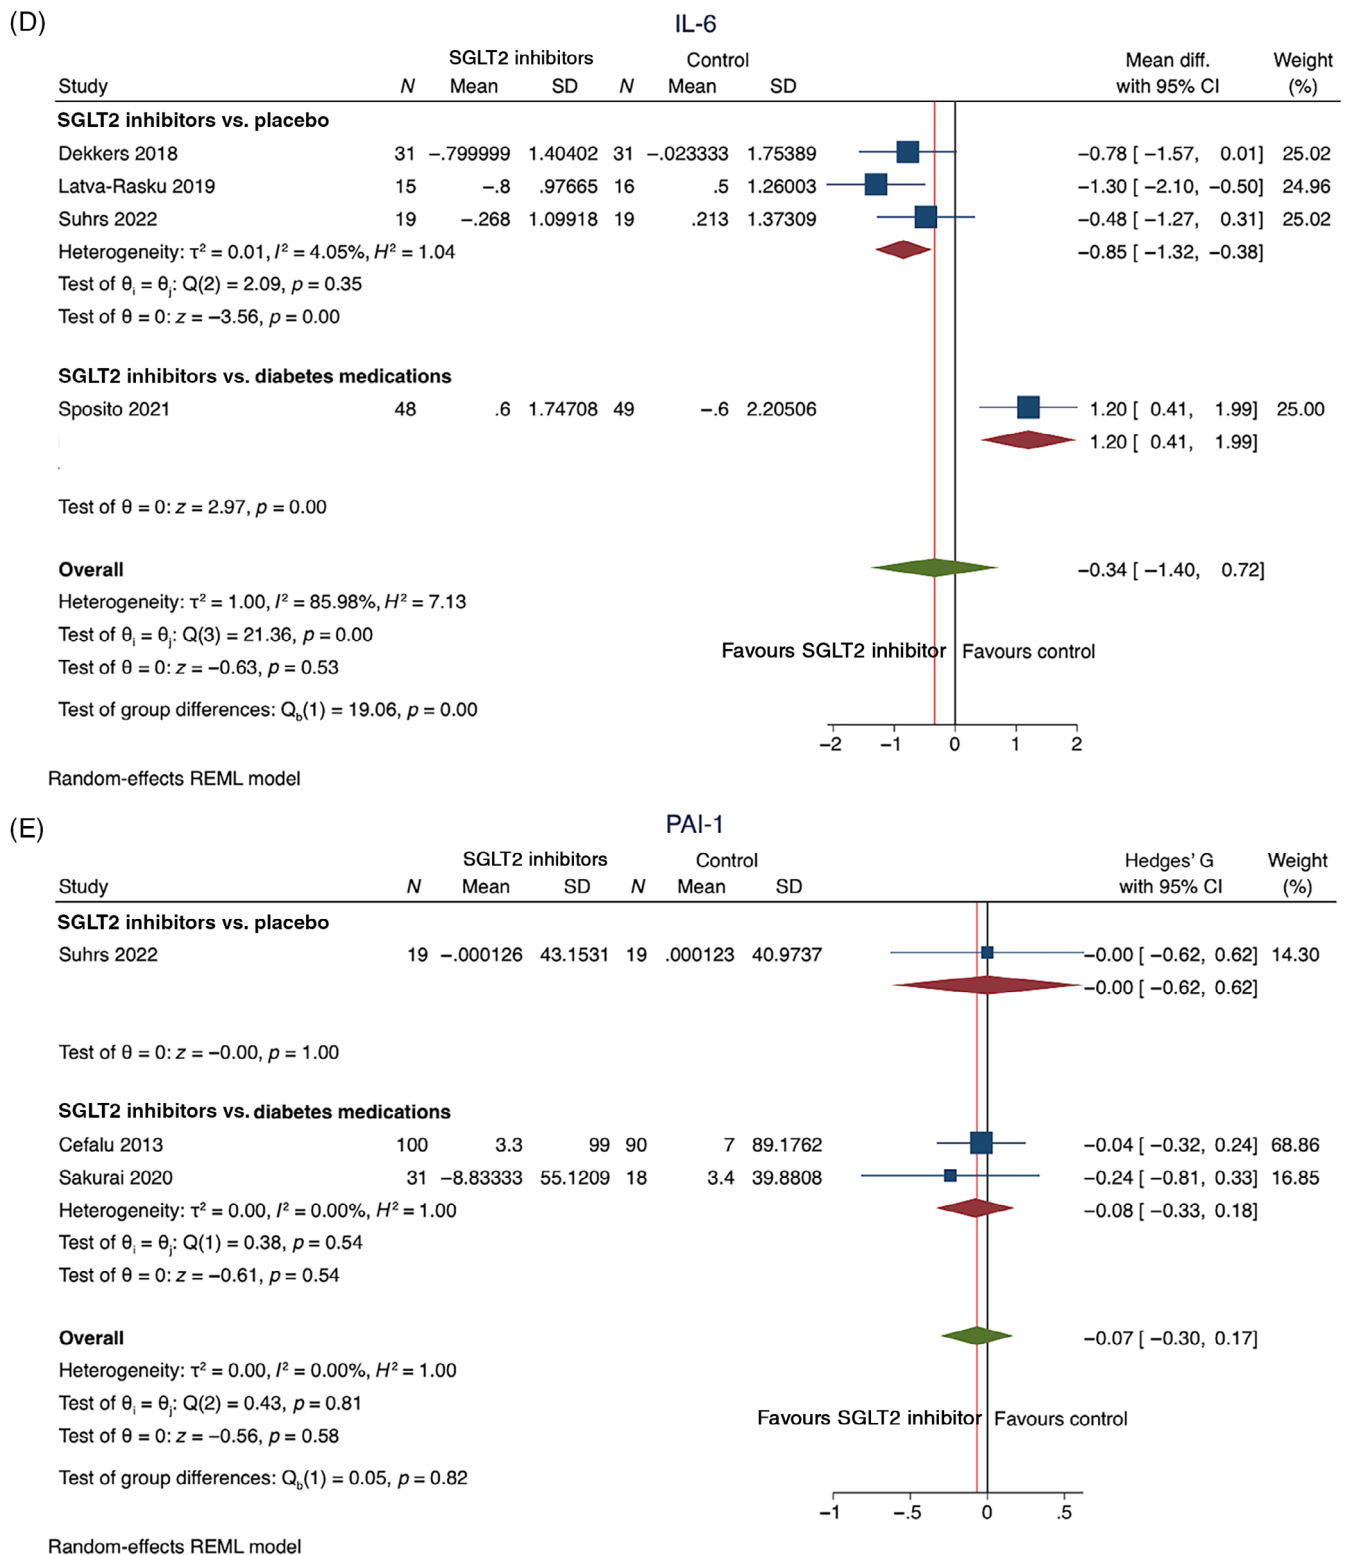 (D)
IL-6
SGLT2 inhibitors Control Mean diff. Weight
Study N Mean SD N Mean SD with 95% CI (%)
SGLT2 inhibitors vs. placebo
Dekkers 2018 31 −.799999 1.40402 31 −.023333 1.75389 −0.78 [ −1.57, 0.01] 25.02
Latva-Rasku 2019 15 −.8 .97665 16 .5 1.26003 −1.30 [ −2.10, −0.50] 24.96
Suhrs 2022 19 −.268 1.09918 19 .213 1.37309 −0.48 [ −1.27, 0.31] 25.02
Heterogeneity: τ² = 0.01, I² = 4.05%, H² = 1.04 −0.85 [ −1.32, −0.38]
Test of θᵢ = θⱼ: Q(2) = 2.09, p = 0.35
Test of θ = 0: z = −3.56, p = 0.00
SGLT2 inhibitors vs. diabetes medications
Sposito 2021 48 .6 1.74708 49 −.6 2.20506 1.20 [ 0.41, 1.99] 25.00
1.20 [ 0.41, 1.99]
Test of θ = 0: z = 2.97, p = 0.00
Overall −0.34 [ −1.40, 0.72]
Heterogeneity: τ² = 1.00, I² = 85.98%, H² = 7.13
Test of θᵢ = θⱼ: Q(3) = 21.36, p = 0.00
Favours SGLT2 inhibitor Favours control
Test of θ = 0: z = −0.63, p = 0.53
Test of group differences: Q_b(1) = 19.06, p = 0.00
−2 −1 0 1 2
Random-effects REML model
(E)
PAI-1
SGLT2 inhibitors Control Hedges’ G Weight
Study N Mean SD N Mean SD with 95% CI (%)
SGLT2 inhibitors vs. placebo
Suhrs 2022 19 −.000126 43.1531 19 .000123 40.9737 −0.00 [ −0.62, 0.62] 14.30
−0.00 [ −0.62, 0.62]
Test of θ = 0: z = −0.00, p = 1.00
SGLT2 inhibitors vs. diabetes medications
Cefalu 2013 100 3.3 99 90 7 89.1762 −0.04 [ −0.32, 0.24] 68.86
Sakurai 2020 31 −8.83333 55.1209 18 3.4 39.8808 −0.24 [ −0.81, 0.33] 16.85
Heterogeneity: τ² = 0.00, I² = 0.00%, H² = 1.00 −0.08 [ −0.33, 0.18]
Test of θᵢ = θⱼ: Q(1) = 0.38, p = 0.54
Test of θ = 0: z = −0.61, p = 0.54
Overall −0.07 [ −0.30, 0.17]
Heterogeneity: τ² = 0.00, I² = 0.00%, H² = 1.00
Test of θᵢ = θⱼ: Q(2) = 0.43, p = 0.81
Favours SGLT2 inhibitor Favours control
Test of θ = 0: z = −0.56, p = 0.58
Test of group differences: Q_b(1) = 0.05, p = 0.82
−1 −.5 0 .5
Random-effects REML model